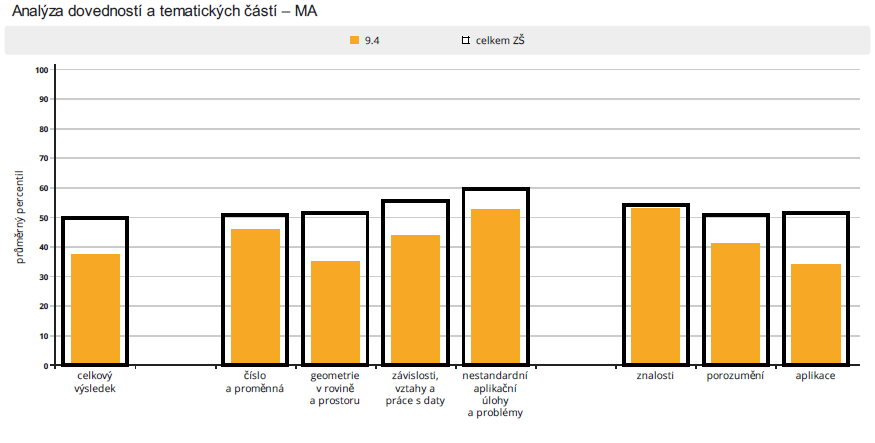 Analýza dovedností a tematických částí – MA
9.4
celkem ZŠ
průměrný percentil
100
90
80
70
60
50
40
30
20
10
0
celkový
výsledek
číslo
a proměnná
geometrie
v rovině
a prostoru
závislosti,
vztahy a
práce s daty
nestandardní
aplikační
úlohy
a problémy
znalosti
porozumění
aplikace